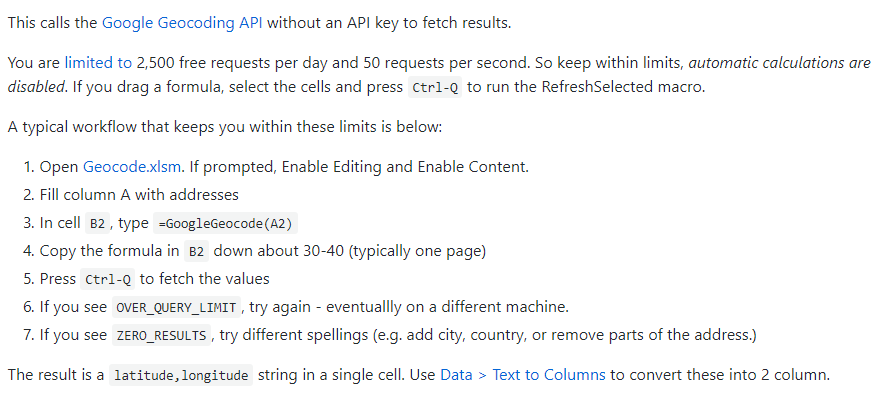 This calls the Google Geocoding API without an API key to fetch results.
You are limited to 2,500 free requests per day and 50 requests per second. So keep within limits, automatic calculations are
disabled. If you drag a formula, select the cells and press Ctrl-Q to run the RefreshSelected macro.
A typical workflow that keeps you within these limits is below:
1. Open Geocode.xlsm. If prompted, Enable Editing and Enable Content.
2. Fill column A with addresses
3. In cell B2, type =GoogleGeocode(A2)
4. Copy the formula in B2 down about 30-40 (typically one page)
5. Press Ctrl-Q to fetch the values
6. If you see OVER_QUERY_LIMIT, try again - eventuallly on a different machine.
7. If you see ZERO_RESULTS, try different spellings (e.g. add city, country, or remove parts of the address.)
The result is a latitude,longitude string in a single cell. Use Data > Text to Columns to convert these into 2 column.